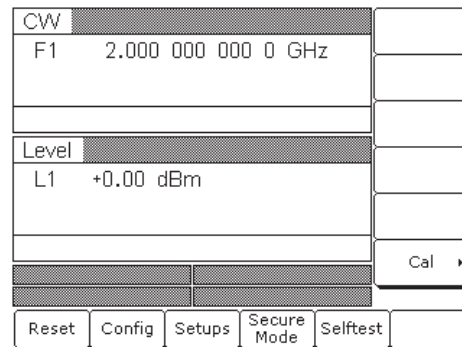 CW
F1 2.000 000 000 0 GHz
Level
L1 +0.00 dBm
Cal
Reset Config Setups Secure Mode Selftest